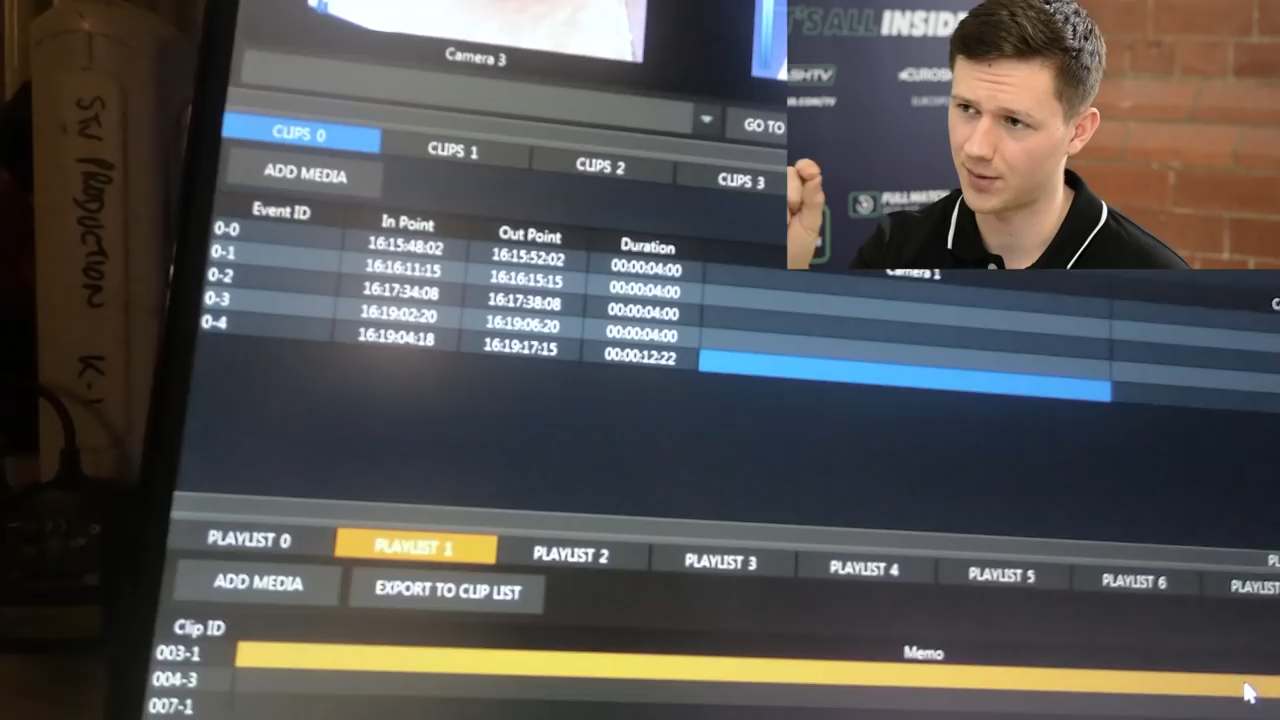 Camera 3
T'S ALL INSID
GO TO
CLIPS 0 CLIPS 1 CLIPS 2 CLIPS 3
ADD MEDIA
Event ID In Point Out Point Duration Camera 1
0-0 16:15:48:02 16:15:52:02 00:00:04:00
0-1 16:16:11:15 16:16:15:15 00:00:04:00
0-2 16:17:34:08 16:17:38:08 00:00:04:00
0-3 16:19:02:20 16:19:06:20 00:00:04:00
0-4 16:19:04:18 16:19:17:15 00:00:12:22
PLAYLIST 0 PLAYLIST 1 PLAYLIST 2 PLAYLIST 3 PLAYLIST 4 PLAYLIST 5 PLAYLIST 6 PLAYLIST
ADD MEDIA EXPORT TO CLIP LIST
Clip ID Memo
003-1
004-3
007-1